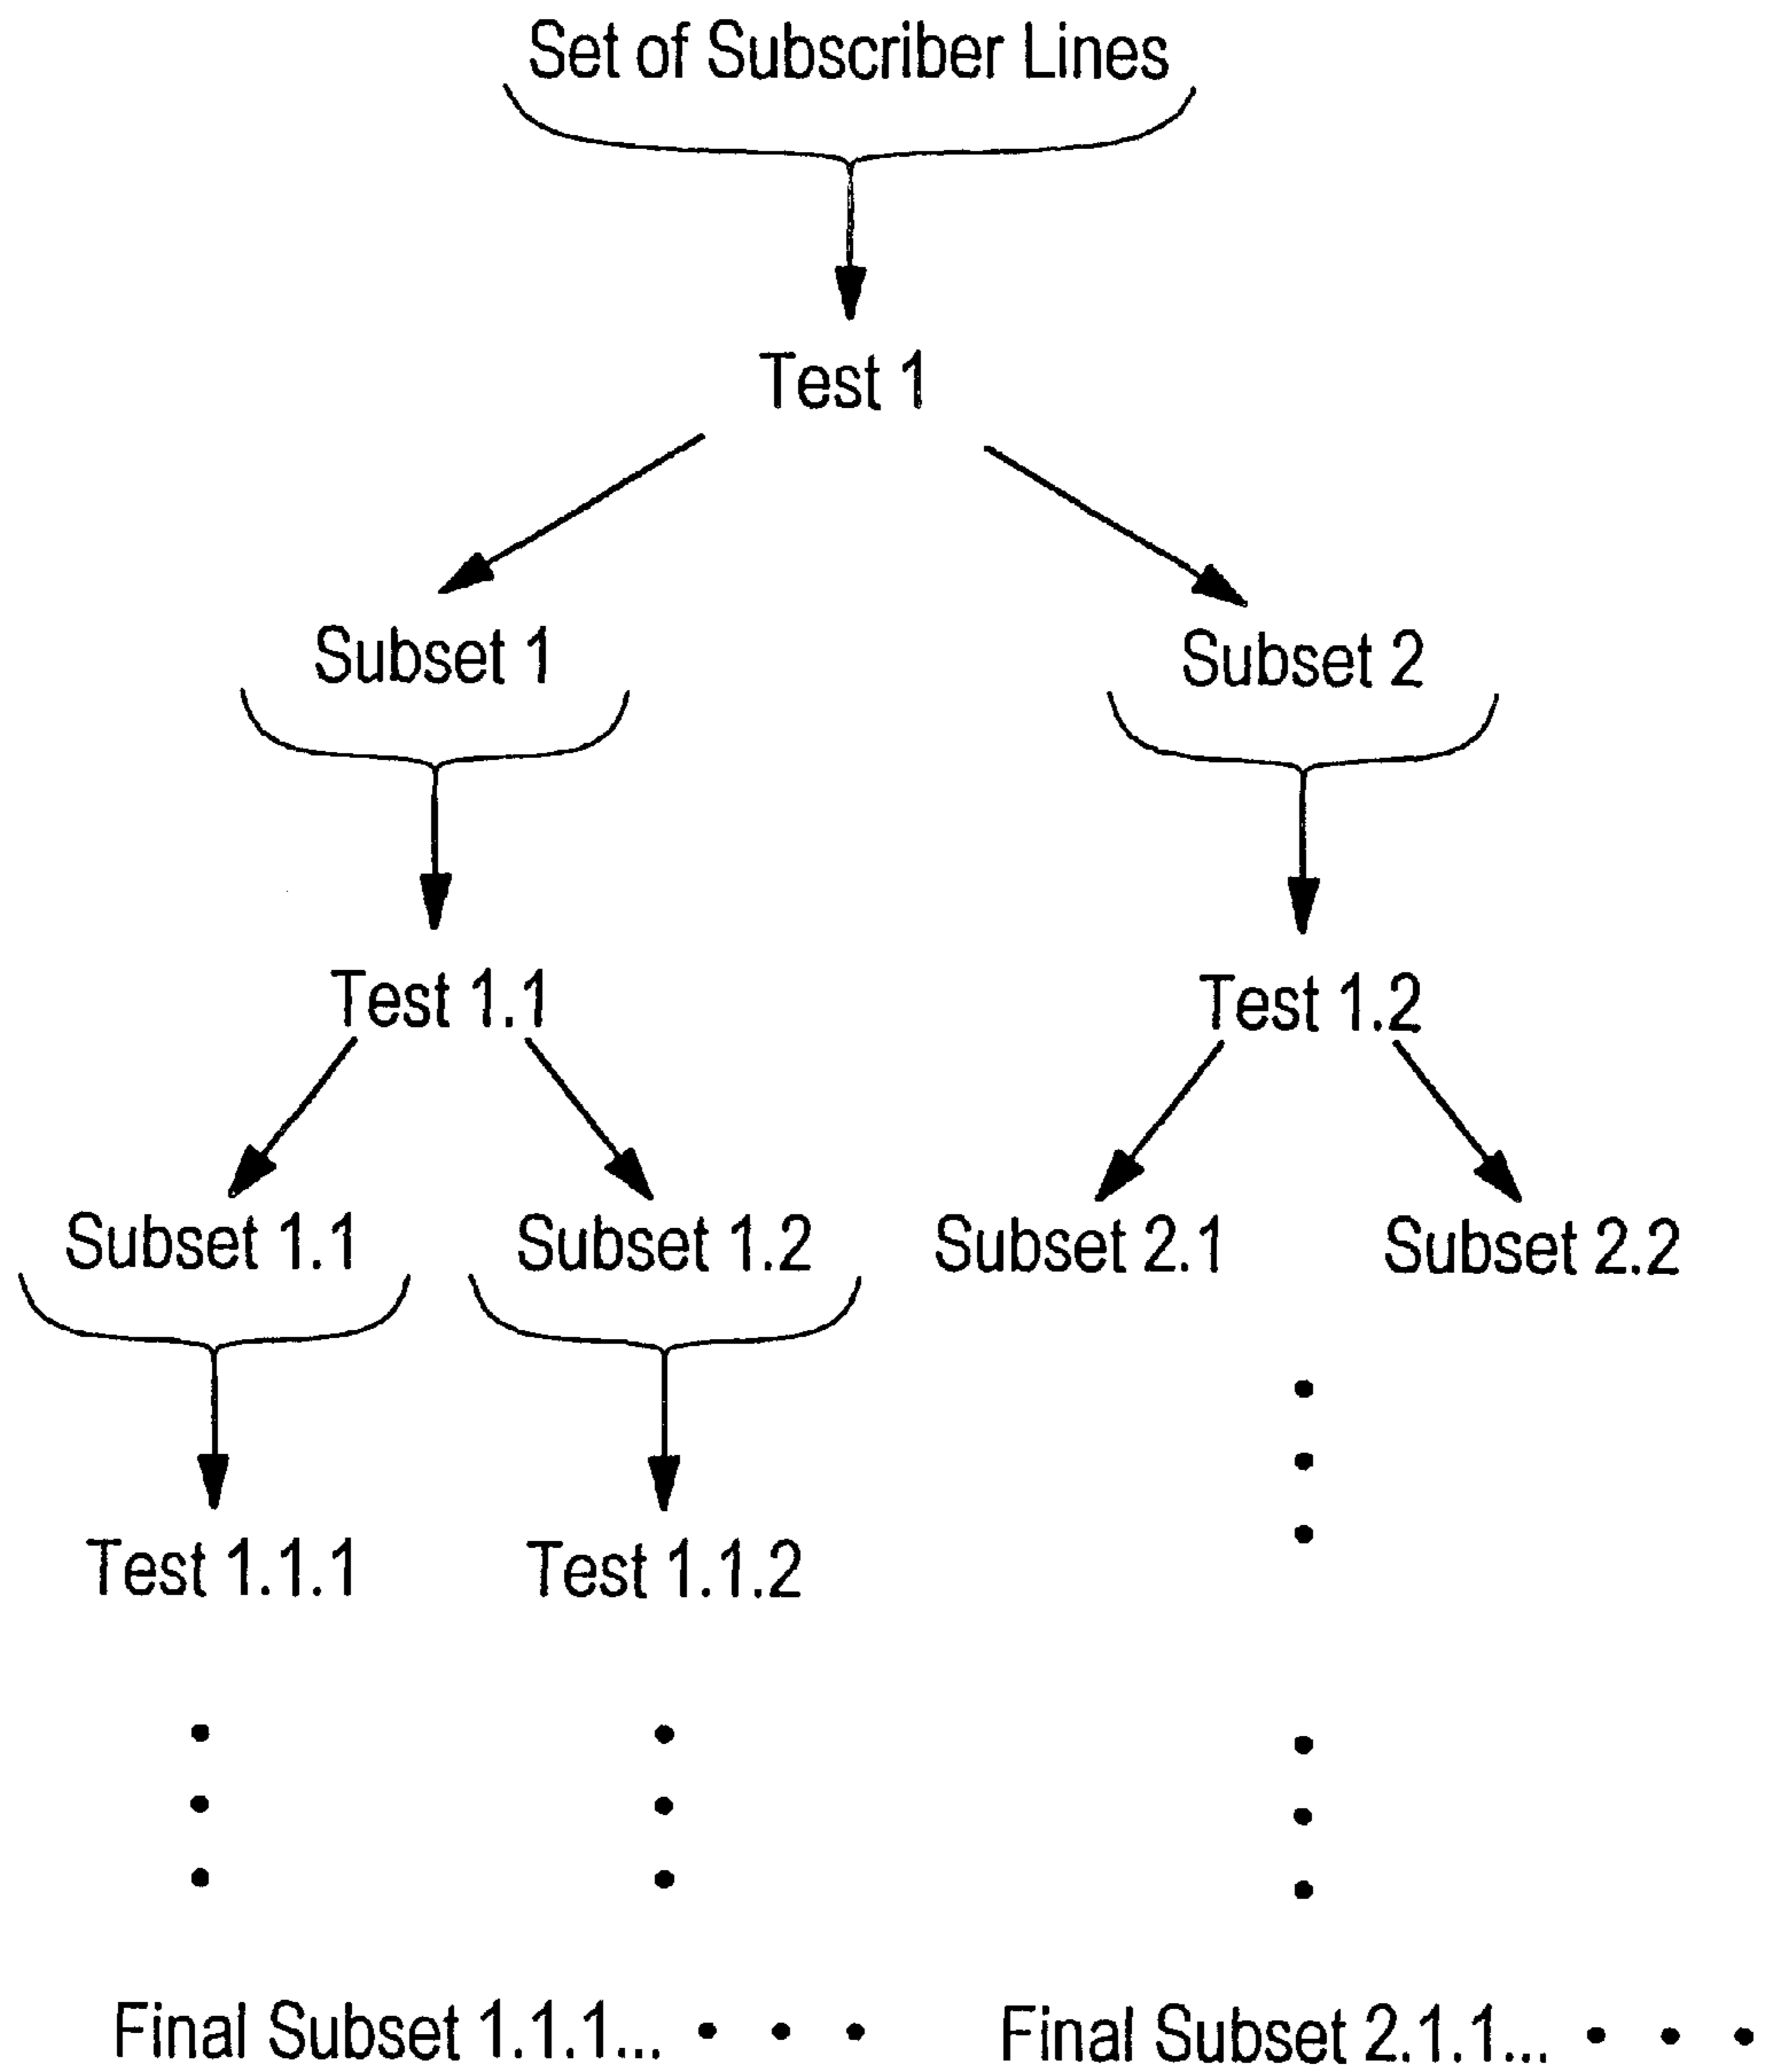 Set of Subscriber Lines
Test 1
Subset 1
Subset 2
Test 1.1
Test 1.2
Subset 1.1
Subset 1.2
Subset 2.1
Subset 2.2
Test 1.1.1
Test 1.1.2
Final Subset 1.1.1... • • •
Final Subset 2.1.1... • • •